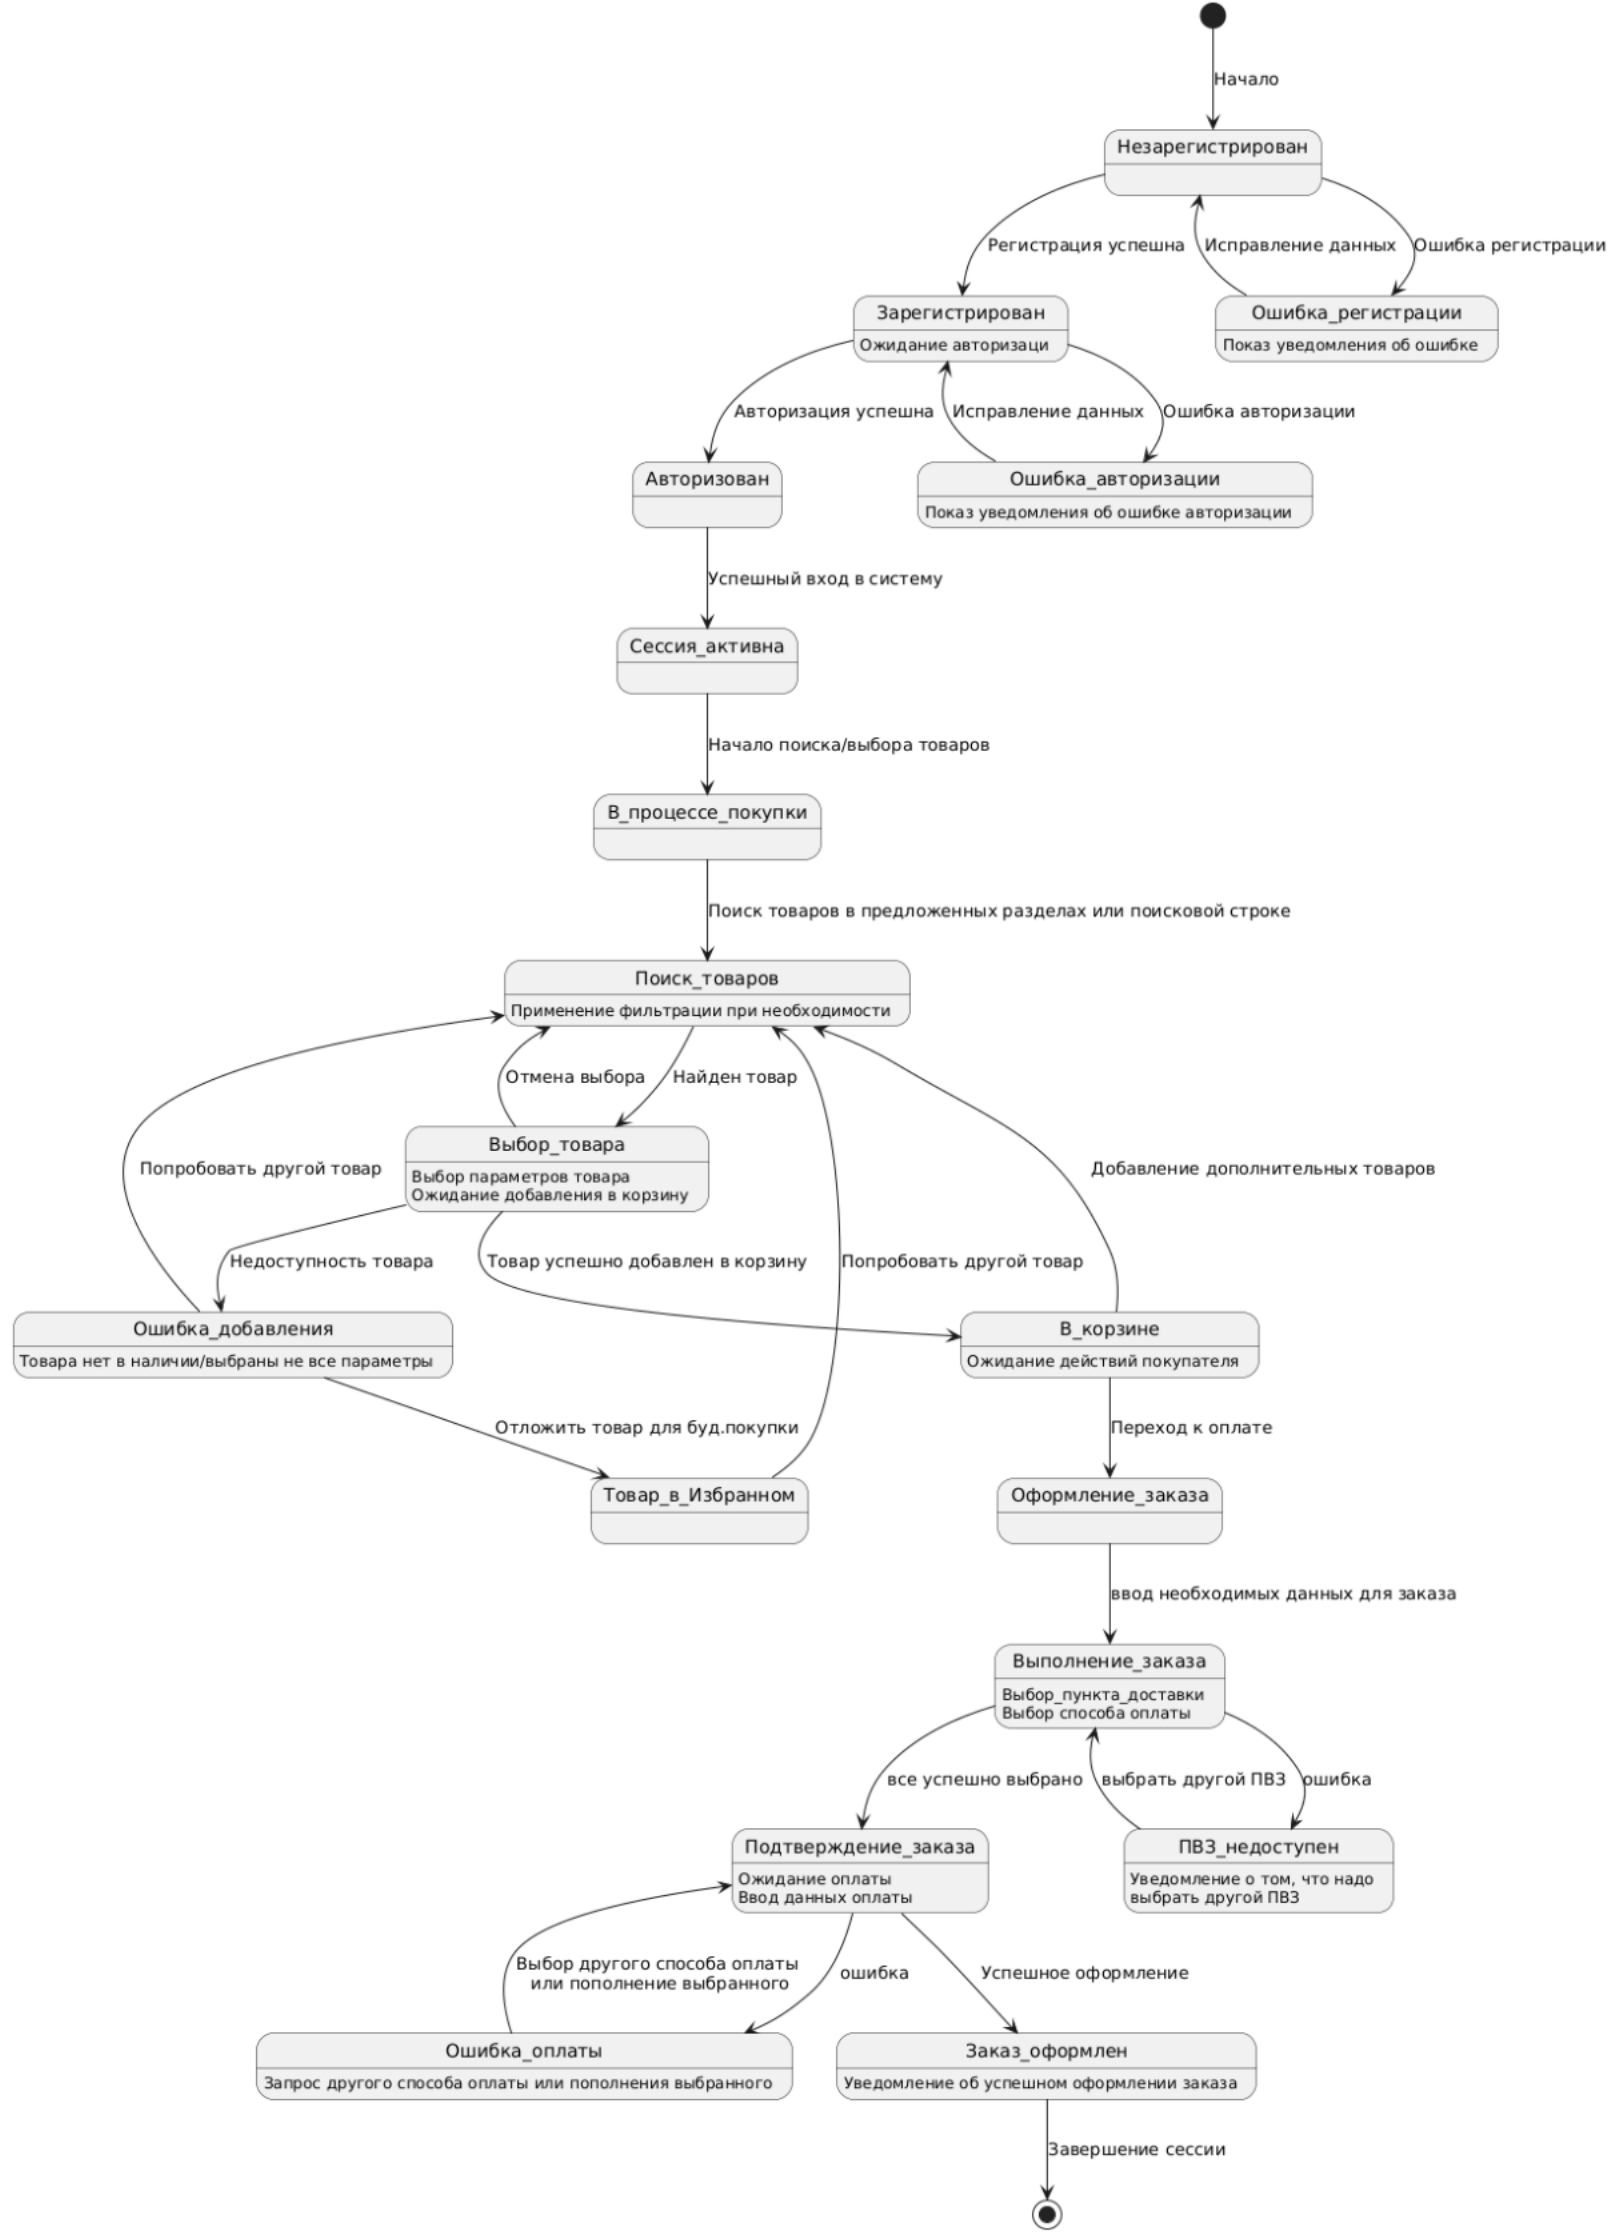 Начало
Незарегистрирован
Регистрация успешна
Исправление данных
Ошибка регистрации
Зарегистрирован
Ожидание авторизаци
Ошибка_регистрации
Показ уведомления об ошибке
Авторизация успешна
Исправление данных
Ошибка авторизации
Авторизован
Ошибка_авторизации
Показ уведомления об ошибке авторизации
Успешный вход в систему
Сессия_активна
Начало поиска/выбора товаров
В_процессе_покупки
Поиск товаров в предложенных разделах или поисковой строке
Поиск_товаров
Применение фильтрации при необходимости
Отмена выбора
Найден товар
Выбор_товара
Выбор параметров товара
Ожидание добавления в корзину
Попробовать другой товар
Добавление дополнительных товаров
Недоступность товара
Товар успешно добавлен в корзину
Попробовать другой товар
Ошибка_добавления
Товара нет в наличии/выбраны не все параметры
В_корзине
Ожидание действий покупателя
Отложить товар для буд.покупки
Переход к оплате
Товар_в_Избранном
Оформление_заказа
ввод необходимых данных для заказа
Выполнение_заказа
Выбор_пункта_доставки
Выбор способа оплаты
все успешно выбрано
выбрать другой ПВЗ
ошибка
Подтверждение_заказа
Ожидание оплаты
Ввод данных оплаты
ПВЗ_недоступен
Уведомление о том, что надо
выбрать другой ПВЗ
Выбор другого способа оплаты
или пополнение выбранного
ошибка
Успешное оформление
Ошибка_оплаты
Запрос другого способа оплаты или пополнения выбранного
Заказ_оформлен
Уведомление об успешном оформлении заказа
Завершение сессии